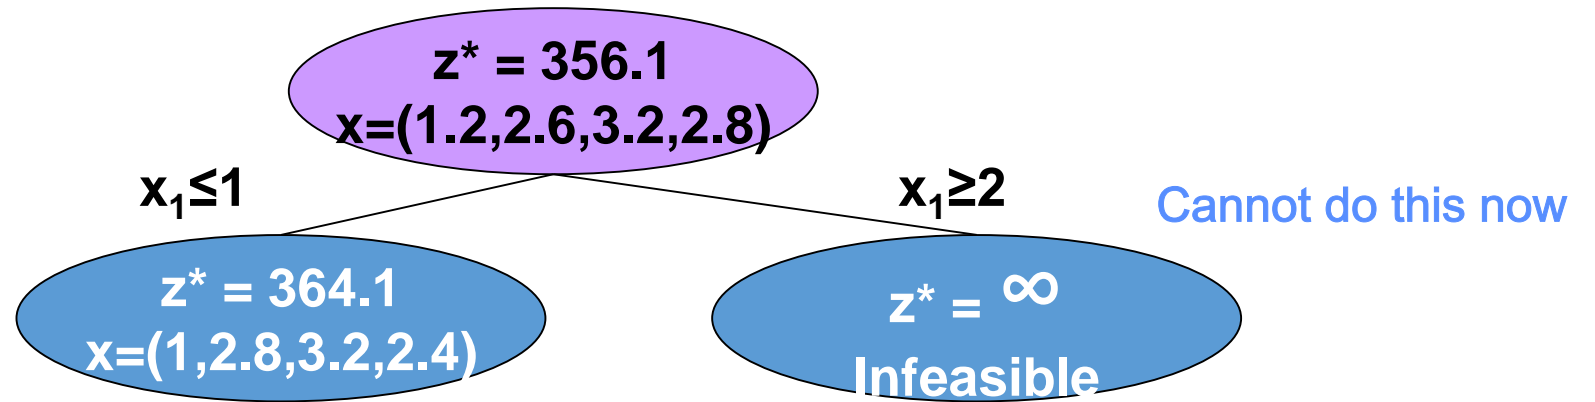 z* = 356.1
x=(1.2,2.6,3.2,2.8)
x₁≤1
x₁≥2
Cannot do this now
z* = 364.1
x=(1,2.8,3.2,2.4)
z* = ∞
Infeasible